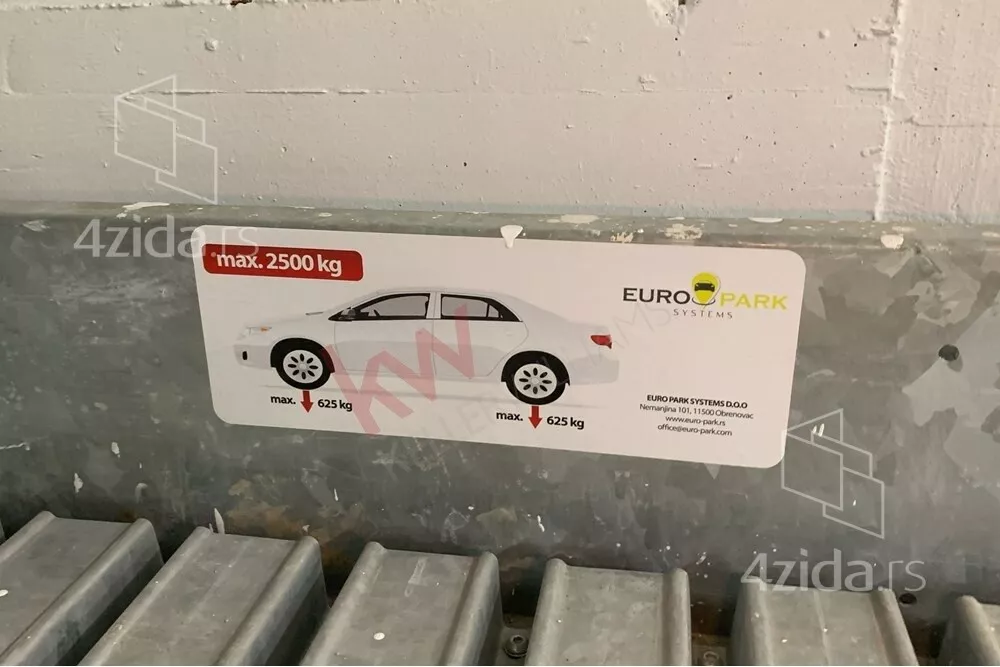 4zida.rs
max. 2500 kg
EURO PARK
SYSTEMS
kw
max. 625 kg
max. 625 kg
EURO PARK SYSTEMS D.O.O
Nemanjina 101, 11500 Obrenovac
www.euro-park.rs
office@euro-park.com
4zida.rs